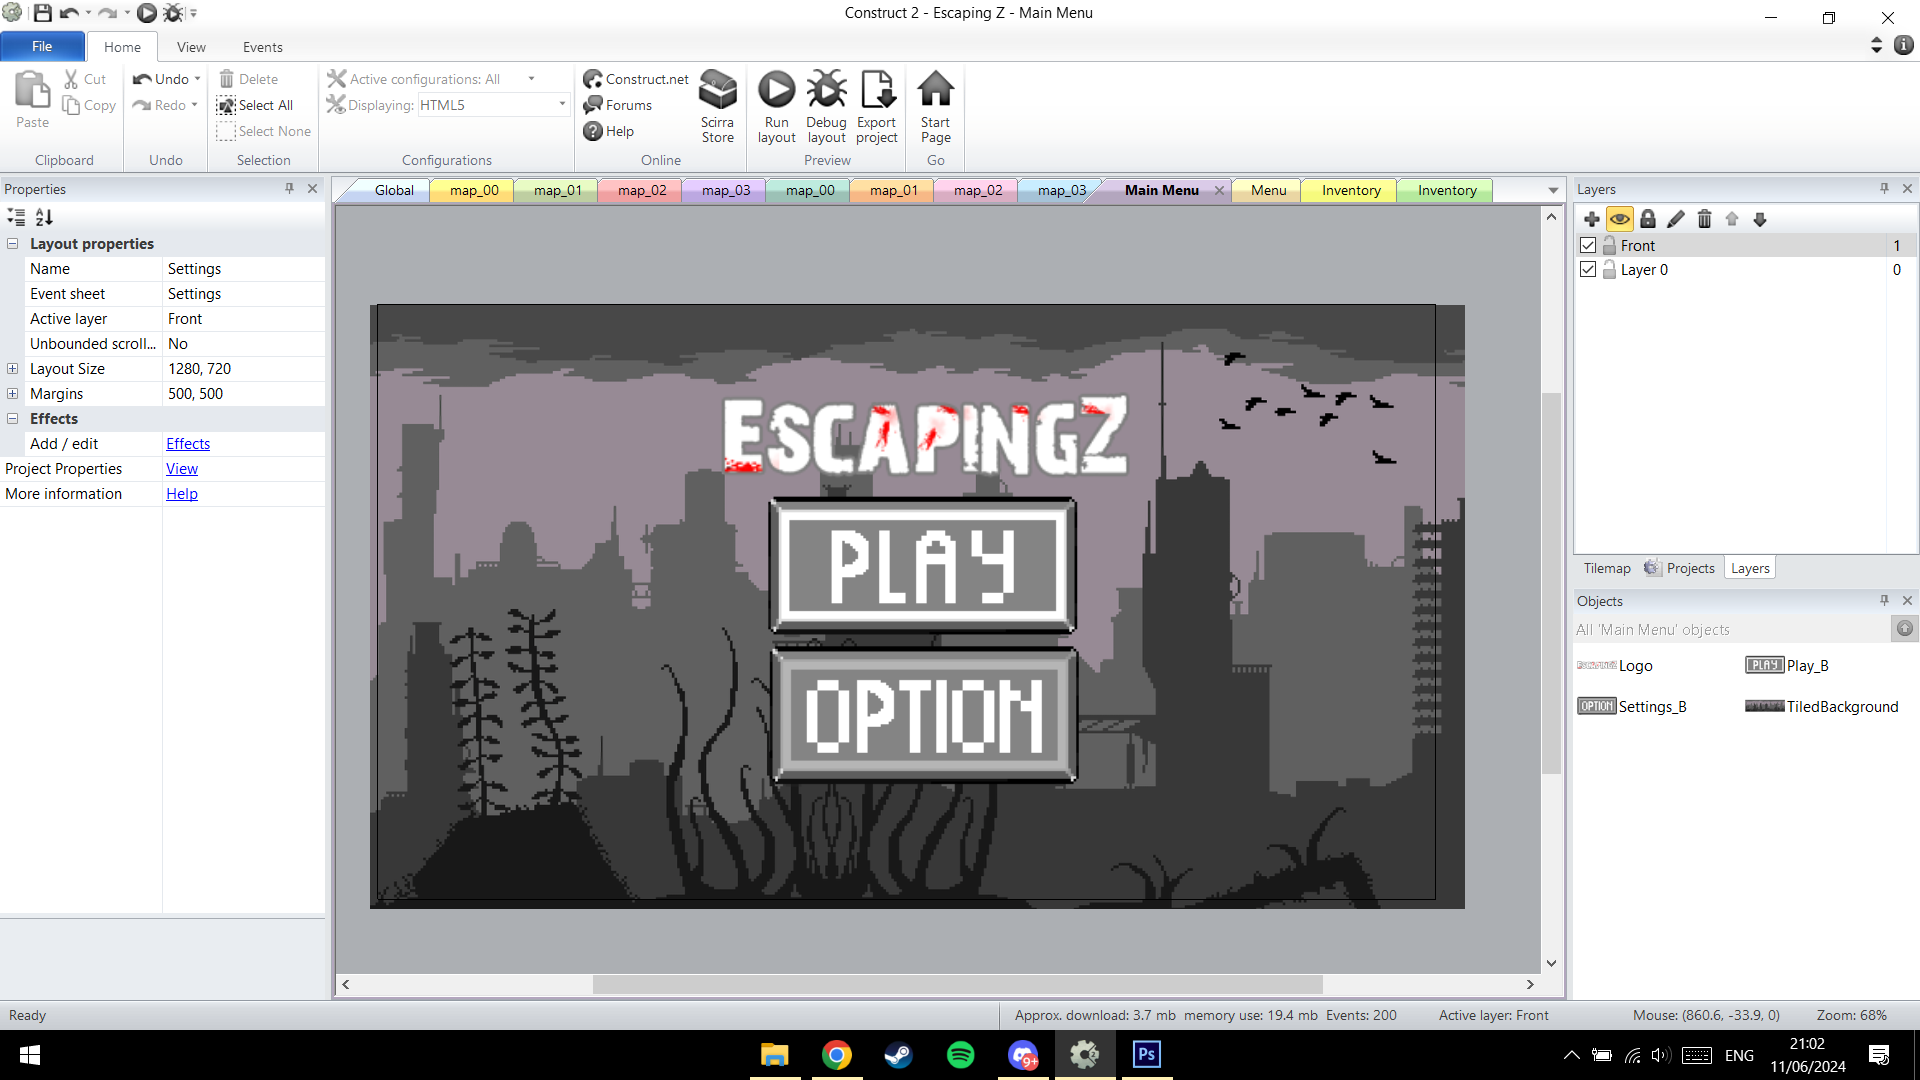 Construct 2 - Escaping Z - Main Menu
File Home View Events
Paste
Cut
Copy
Clipboard
Undo
Redo
Undo
Delete
Select All
Select None
Selection
Active configurations: All
Displaying: HTML5
Configurations
Construct.net
Forums
Help
Scirra Store
Online
Run layout
Debug layout
Export project
Preview
Start Page
Go
Properties
Layout properties
Name Settings
Event sheet Settings
Active layer Front
Unbounded scroll... No
Layout Size 1280, 720
Margins 500, 500
Effects
Add / edit Effects
Project Properties View
More information Help
Global map_00 map_01 map_02 map_03 map_00 map_01 map_02 map_03 Main Menu Menu Inventory Inventory
ESCAPINGZ
PLAY
OPTION
Layers
Front 1
Layer 0 0
Tilemap Projects Layers
Objects
All 'Main Menu' objects
ESCAPINGZ Logo
PLAY Play_B
OPTION Settings_B
TiledBackground
Ready
Approx. download: 3.7 mb memory use: 19.4 mb Events: 200 Active layer: Front Mouse: (860.6, -33.9, 0) Zoom: 68%
9+
Ps
ENG
21:02
11/06/2024